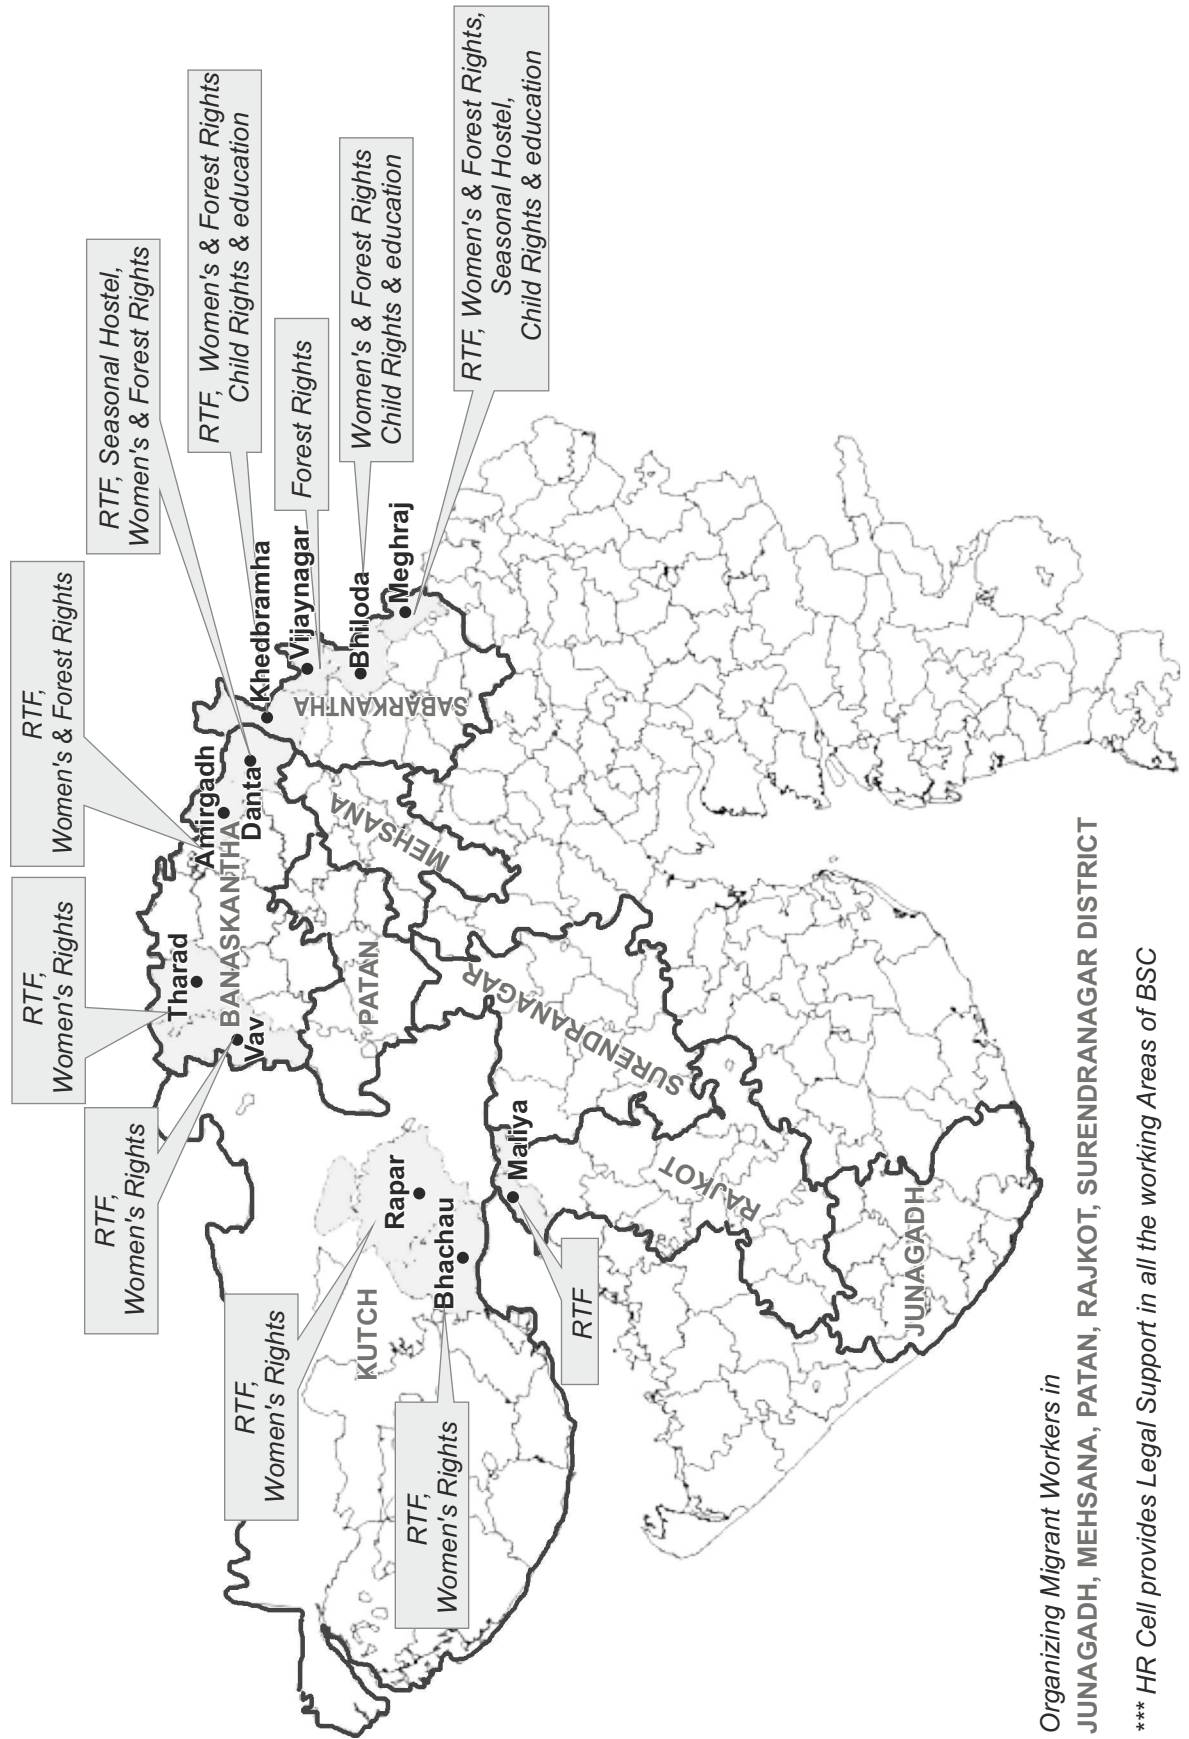 RTF,
Women's Rights
RTF,
Women's Rights
RTF,
Women's Rights
RTF,
Women's Rights
RTF,
Women's & Forest Rights
RTF, Seasonal Hostel,
Women's & Forest Rights
RTF, Women's & Forest Rights
Child Rights & education
Forest Rights
Women's & Forest Rights
Child Rights & education
RTF, Women's & Forest Rights,
Seasonal Hostel,
Child Rights & education
RTF
Tharad
Vav
BANASKANTHA
Amirgadh
Danta
Khedbramha
Vijaynagar
Bhiloda
Meghraj
SABARKANTHA
MEHSANA
PATAN
KUTCH
Rapar
Bhachau
Maliya
SURENDRANAGAR
RAJKOT
JUNAGADH
Organizing Migrant Workers in
JUNAGADH, MEHSANA, PATAN, RAJKOT, SURENDRANAGAR DISTRICT
*** HR Cell provides Legal Support in all the working Areas of BSC